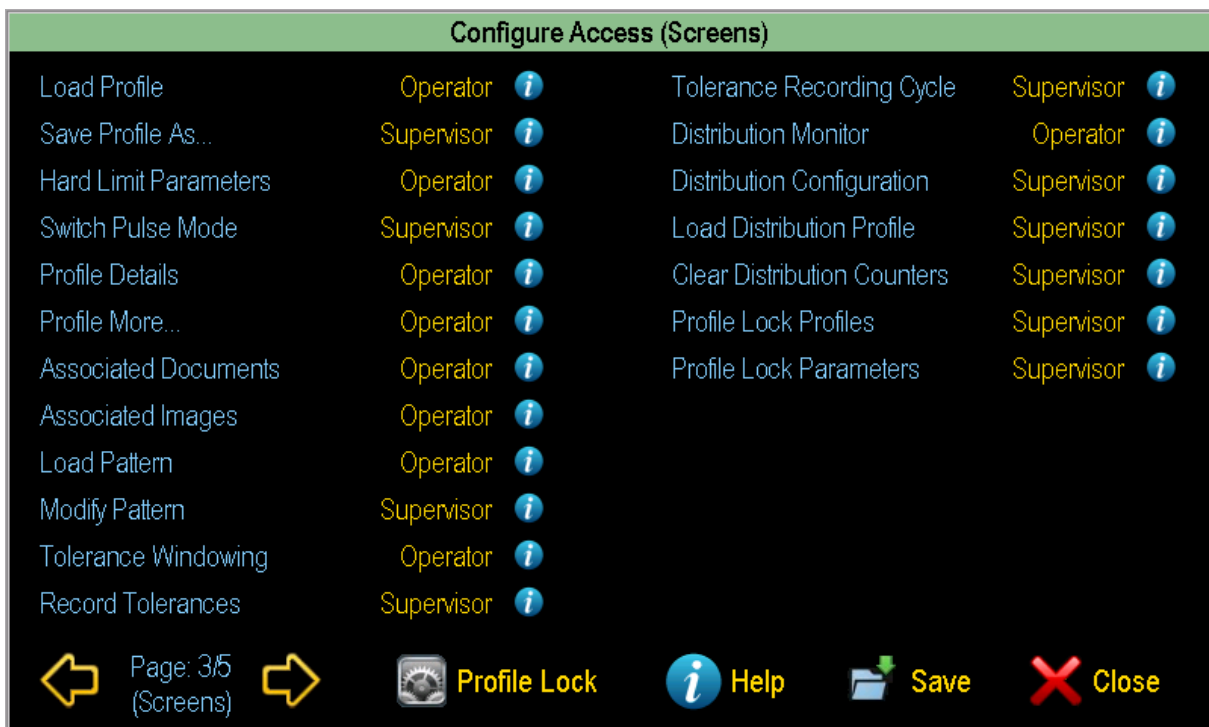 Configure Access (Screens)
Load Profile Operator
Save Profile As... Supervisor
Hard Limit Parameters Operator
Switch Pulse Mode Supervisor
Profile Details Operator
Profile More... Operator
Associated Documents Operator
Associated Images Operator
Load Pattern Operator
Modify Pattern Supervisor
Tolerance Windowing Operator
Record Tolerances Supervisor
Tolerance Recording Cycle Supervisor
Distribution Monitor Operator
Distribution Configuration Supervisor
Load Distribution Profile Supervisor
Clear Distribution Counters Supervisor
Profile Lock Profiles Supervisor
Profile Lock Parameters Supervisor
Page: 3/5
(Screens)
Profile Lock
Help
Save
Close